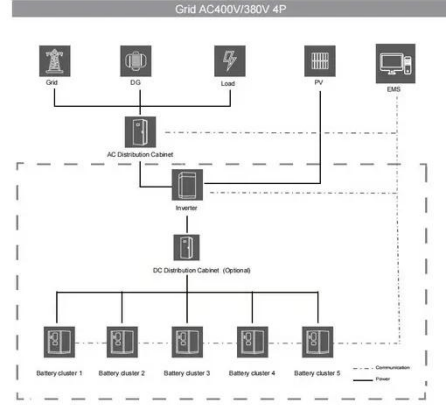 Grid AC400V/380V 4P
Grid
DG
Load
PV
EMS
AC Distribution Cabinet
Inverter
DC Distribution Cabinet (Optional)
Battery cluster 1
Battery cluster 2
Battery cluster 3
Battery cluster 4
Battery cluster 5
Communication
Power